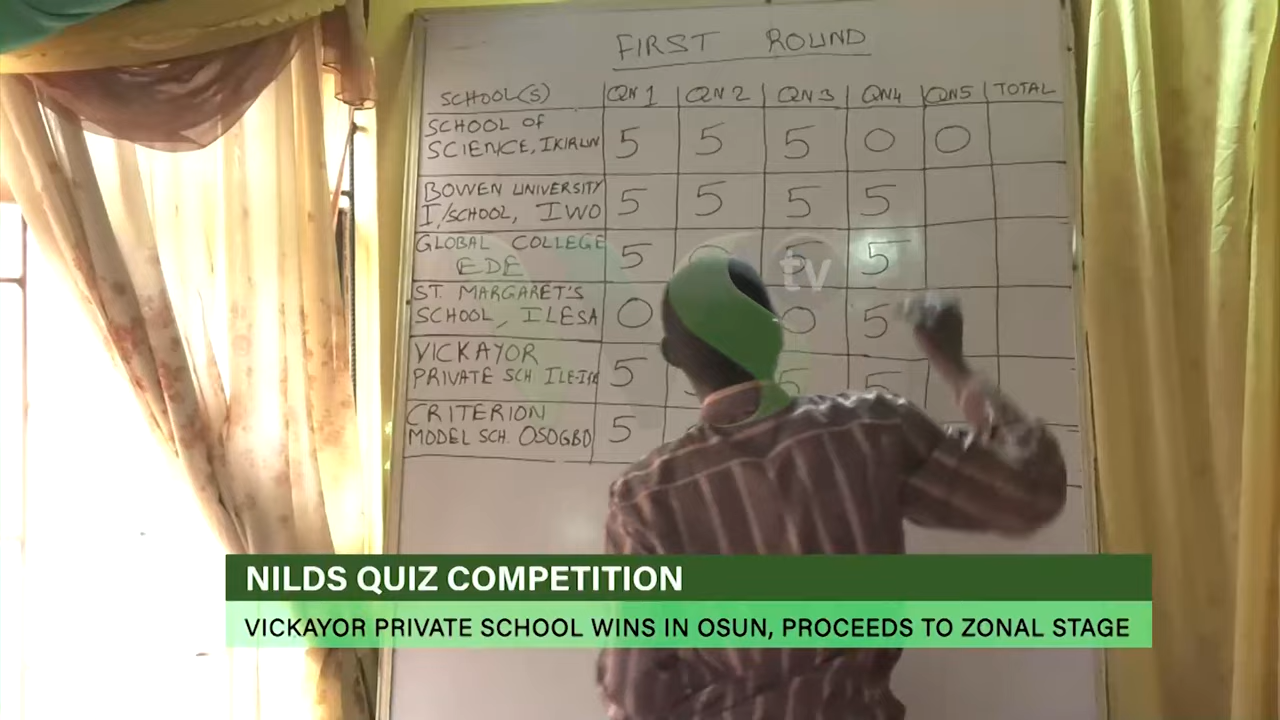 FIRST ROUND
SCHOOL(S) QN 1 QN 2 QN 3 QN4 QN5 TOTAL
SCHOOL OF
SCIENCE, IKIRUN 5 5 5 0 0
BOWEN UNIVERSITY
I/SCHOOL, IWO 5 5 5 5
GLOBAL COLLEGE
EDE 5 5 5
tv
ST. MARGARET'S
SCHOOL, ILESA 0 0 5
VICKAYOR
PRIVATE SCH ILE-IFE 5 5 5
CRITERION
MODEL SCH. OSOGBO 5
NILDS QUIZ COMPETITION
VICKAYOR PRIVATE SCHOOL WINS IN OSUN, PROCEEDS TO ZONAL STAGE